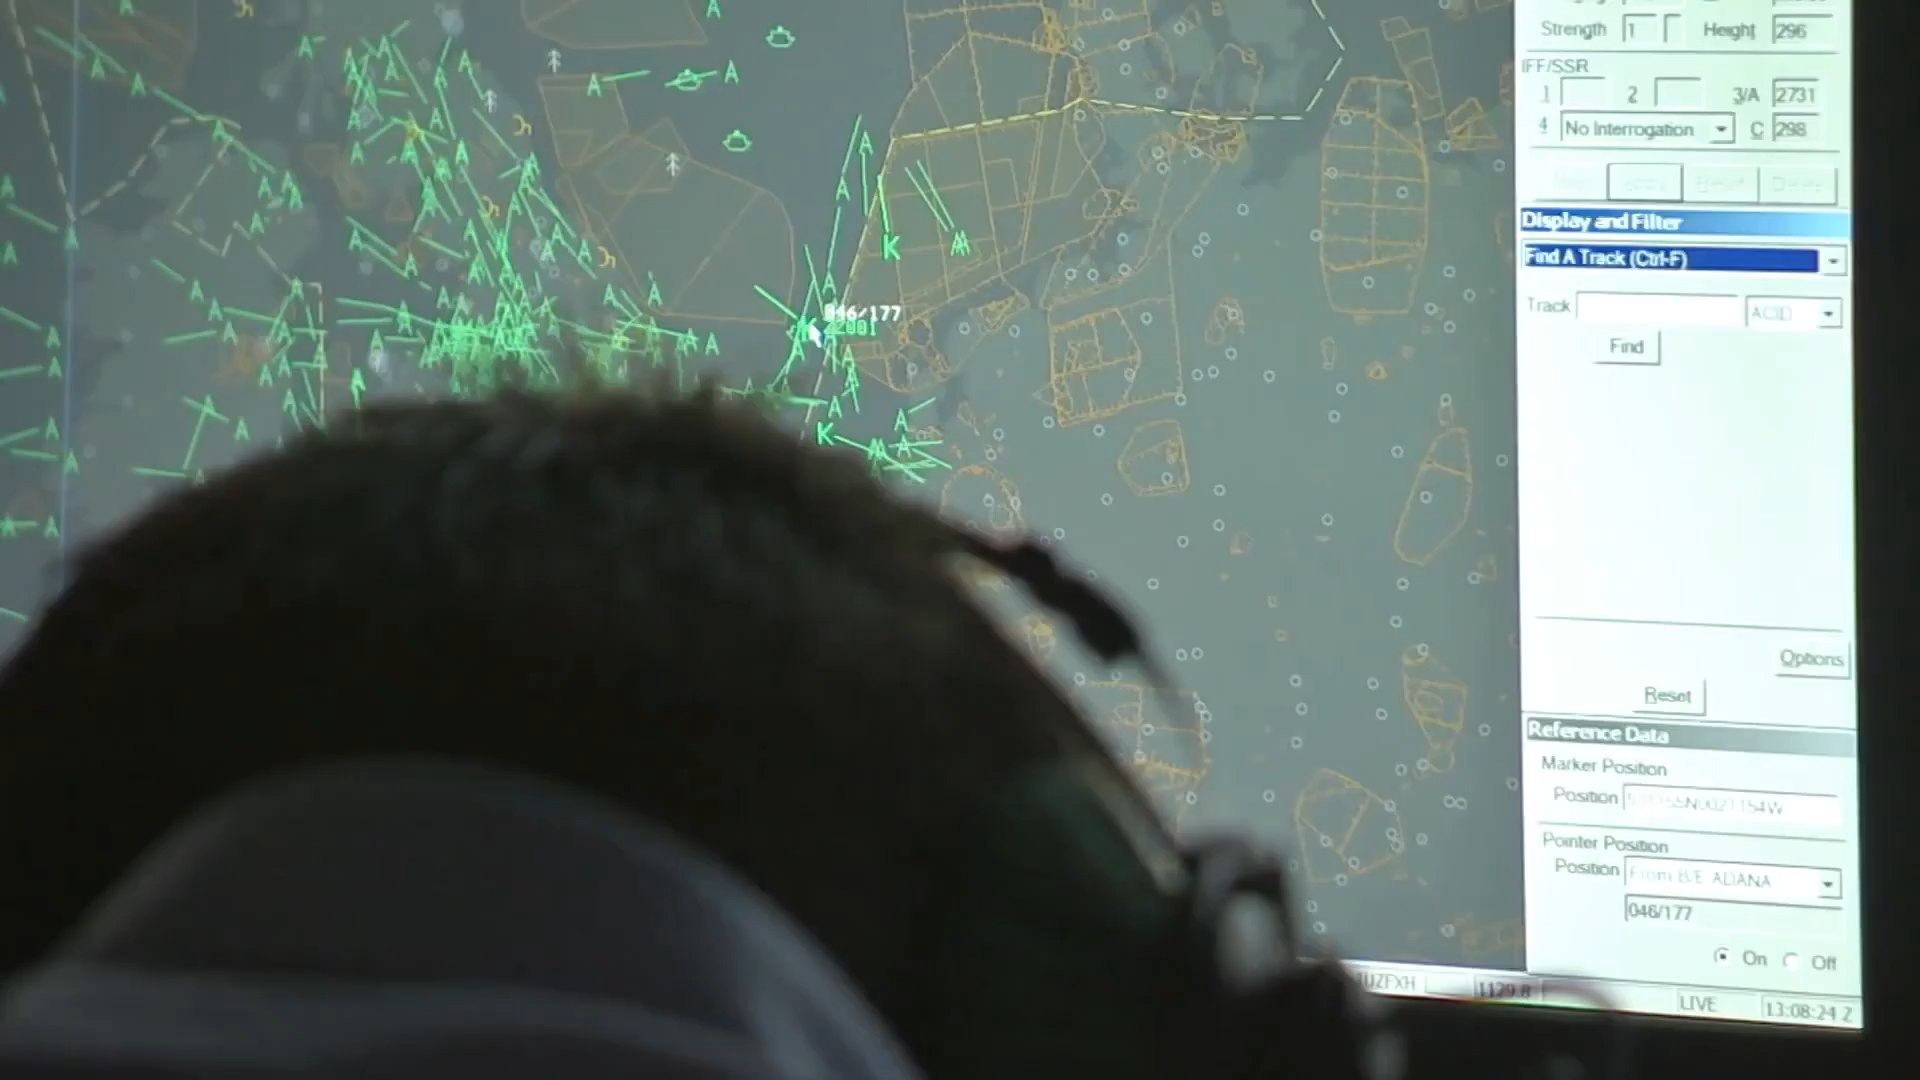 Strength 1
Height 296
IFF/SSR
1 2 3/A 2731
4 No Interrogation C 298
Display and Filter
Find A Track (Ctrl-F)
Track ACID
Find
046/177
K
K
Options
Reset
Reference Data
Marker Position
Position
Pointer Position
Position From B/E ADANA
046/177
On Off
1129.8
LIVE 13:08:24 Z